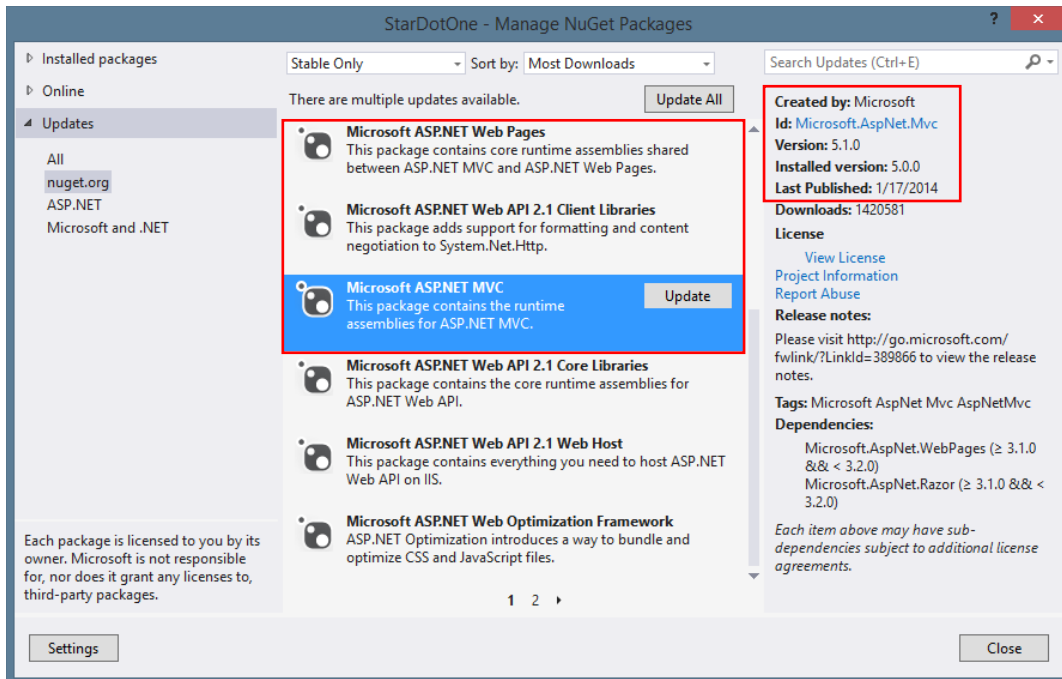 StarDotOne - Manage NuGet Packages
? ×
Installed packages
Online
Updates
All
nuget.org
ASP.NET
Microsoft and .NET
Each package is licensed to you by its
owner. Microsoft is not responsible
for, nor does it grant any licenses to,
third-party packages.
Settings
Stable Only Sort by: Most Downloads
There are multiple updates available. Update All
Microsoft ASP.NET Web Pages
This package contains core runtime assemblies shared
between ASP.NET MVC and ASP.NET Web Pages.
Microsoft ASP.NET Web API 2.1 Client Libraries
This package adds support for formatting and content
negotiation to System.Net.Http.
Microsoft ASP.NET MVC
This package contains the runtime
assemblies for ASP.NET MVC.
Update
Microsoft ASP.NET Web API 2.1 Core Libraries
This package contains the core runtime assemblies for
ASP.NET Web API.
Microsoft ASP.NET Web API 2.1 Web Host
This package contains everything you need to host ASP.NET
Web API on IIS.
Microsoft ASP.NET Web Optimization Framework
ASP.NET Optimization introduces a way to bundle and
optimize CSS and JavaScript files.
1 2
Search Updates (Ctrl+E)
Created by: Microsoft
Id: Microsoft.AspNet.Mvc
Version: 5.1.0
Installed version: 5.0.0
Last Published: 1/17/2014
Downloads: 1420581
License
View License
Project Information
Report Abuse
Release notes:
Please visit http://go.microsoft.com/
fwlink/?LinkId=389866 to view the release
notes.
Tags: Microsoft AspNet Mvc AspNetMvc
Dependencies:
Microsoft.AspNet.WebPages (≥ 3.1.0
&& < 3.2.0)
Microsoft.AspNet.Razor (≥ 3.1.0 && <
3.2.0)
Each item above may have sub-
dependencies subject to additional license
agreements.
Close